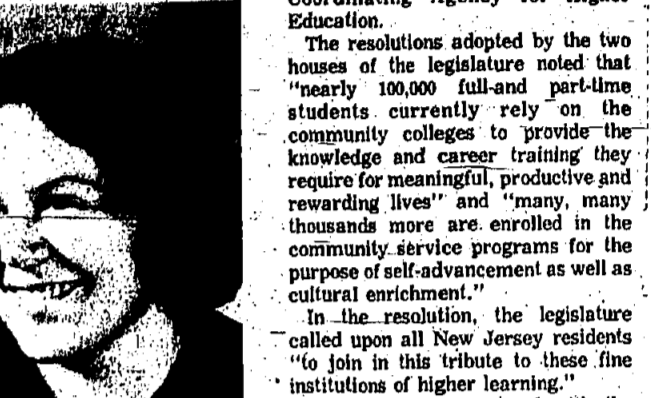 Coordinating Agency for Higher
Education.
The resolutions adopted by the two
houses of the legislature noted that
“nearly 100,000 full-and part-time
students currently rely on the
community colleges to provide the
knowledge and career training they
require for meaningful, productive and
rewarding lives” and “many, many
thousands more are enrolled in the
community service programs for the
purpose of self-advancement as well as
cultural enrichment.”
In the resolution, the legislature
called upon all New Jersey residents
“to join in this tribute to these fine
institutions of higher learning.”